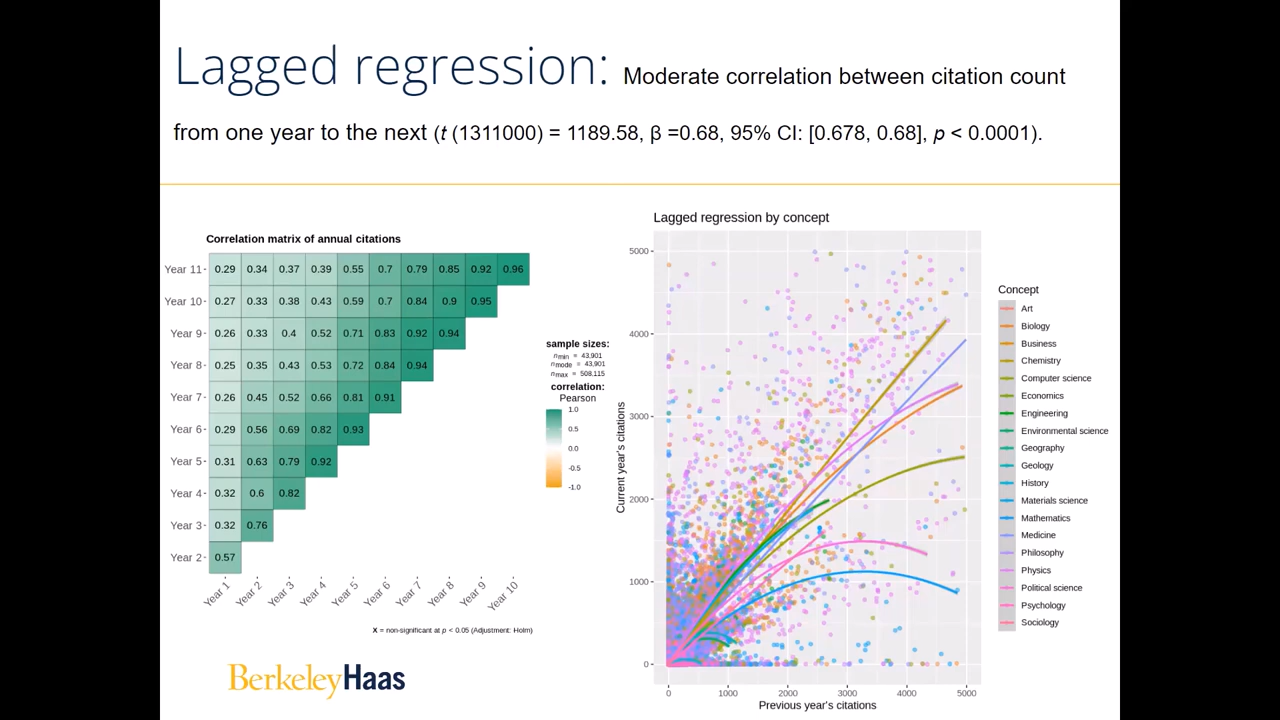 Lagged regression: Moderate correlation between citation count
from one year to the next (t (1311000) = 1189.58, β =0.68, 95% CI: [0.678, 0.68], p < 0.0001).
Correlation matrix of annual citations
Year 11 0.29 0.34 0.37 0.39 0.55 0.7 0.79 0.85 0.92 0.96
Year 10 0.27 0.33 0.38 0.43 0.59 0.7 0.84 0.9 0.95
Year 9 0.26 0.33 0.4 0.52 0.71 0.83 0.92 0.94
Year 8 0.25 0.35 0.43 0.53 0.72 0.84 0.94
Year 7 0.26 0.45 0.52 0.66 0.81 0.91
Year 6 0.29 0.56 0.69 0.82 0.93
Year 5 0.31 0.63 0.79 0.92
Year 4 0.32 0.6 0.82
Year 3 0.32 0.76
Year 2 0.57
Year 1 Year 2 Year 3 Year 4 Year 5 Year 6 Year 7 Year 8 Year 9 Year 10
X = non-significant at p < 0.05 (Adjustment: Holm)
sample sizes:
nmin = 43,901
nmode = 43,901
nmax = 508,115
correlation:
Pearson
1.0
0.5
0.0
-0.5
-1.0
Lagged regression by concept
Current year's citations
5000
4000
3000
2000
1000
0
0 1000 2000 3000 4000 5000
Previous year's citations
Concept
Art
Biology
Business
Chemistry
Computer science
Economics
Engineering
Environmental science
Geography
Geology
History
Materials science
Mathematics
Medicine
Philosophy
Physics
Political science
Psychology
Sociology
BerkeleyHaas